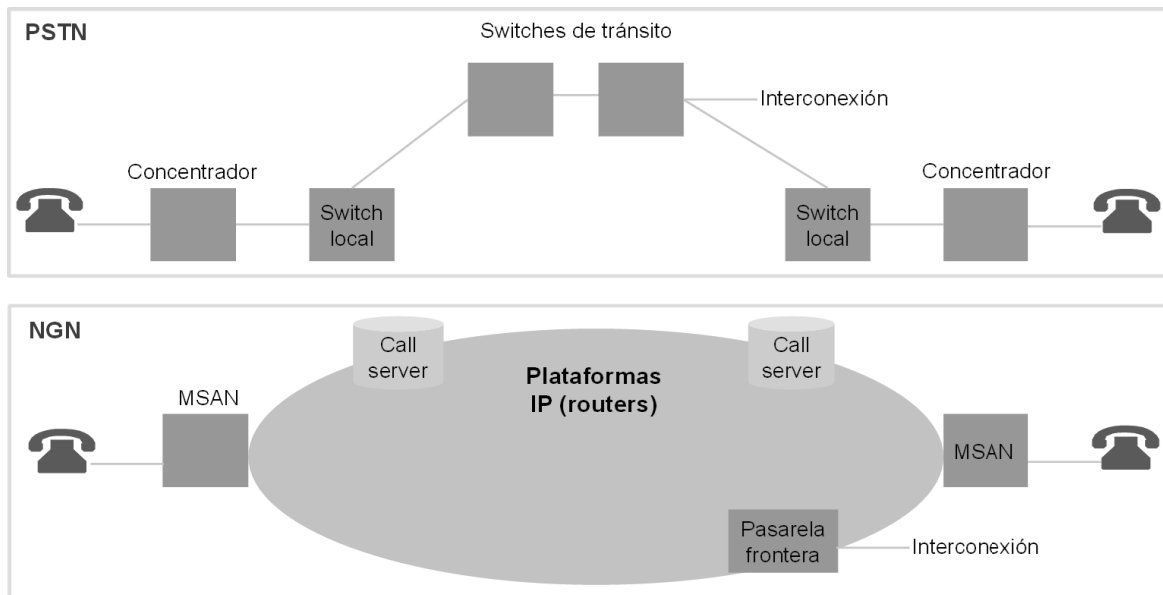 PSTN
Switches de tránsito
Interconexión
Concentrador
Concentrador
Switch
local
Switch
local
NGN
Call
server
Call
server
Plataformas
IP (routers)
MSAN
MSAN
Pasarela
frontera
Interconexión